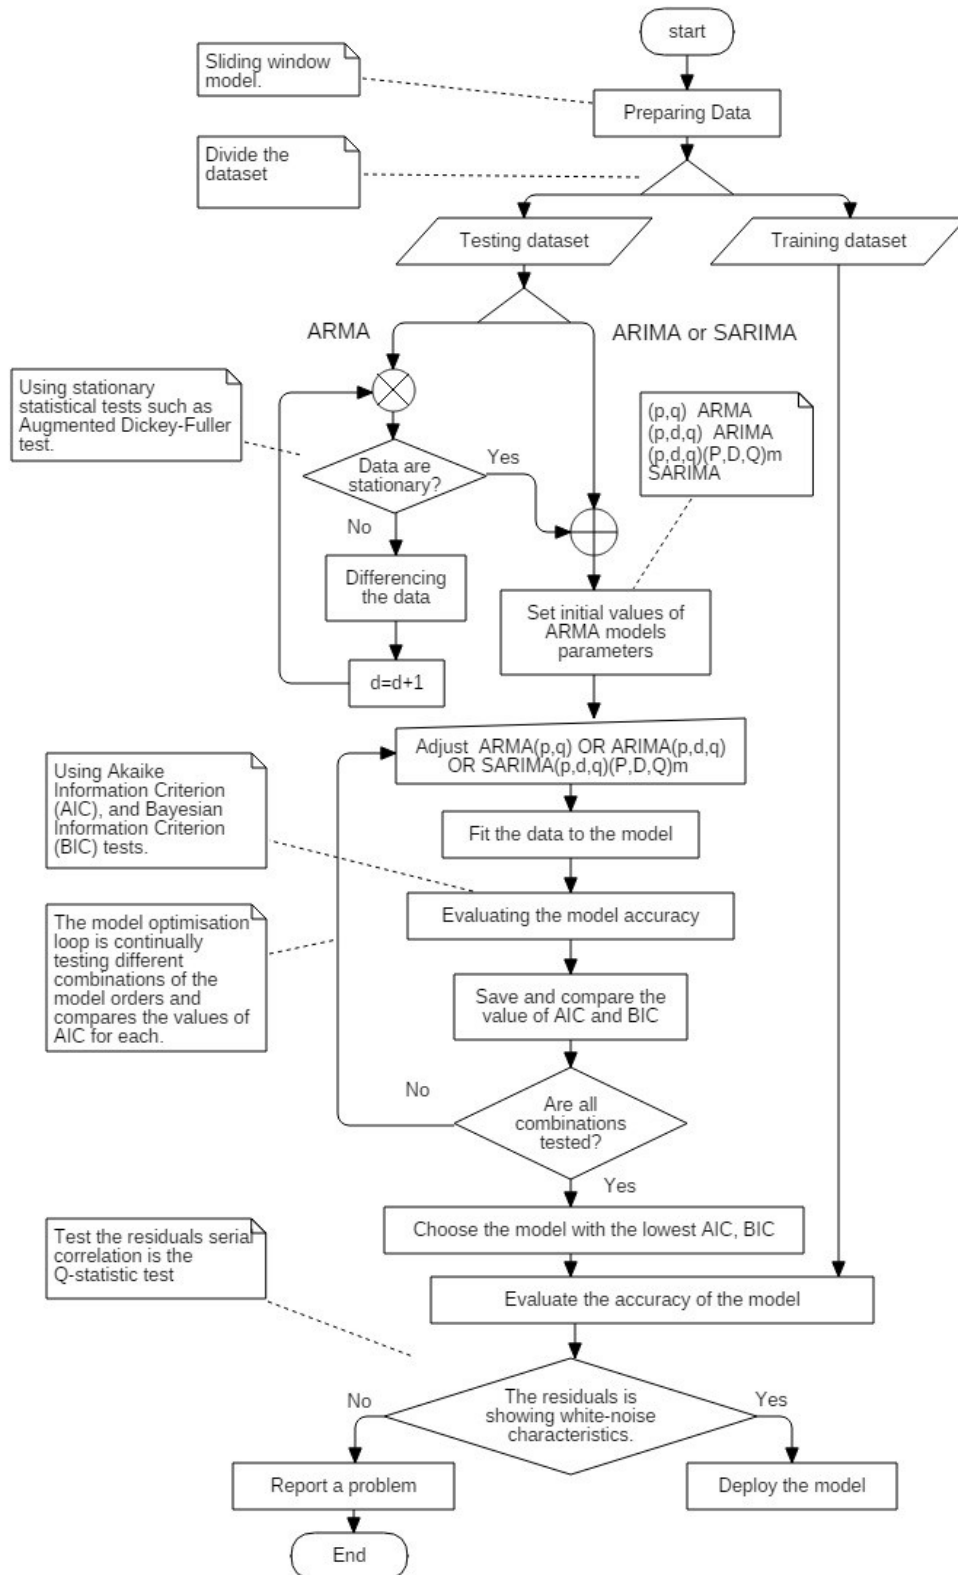 start
Sliding window
model.
Preparing Data
Divide the
dataset
Testing dataset
Training dataset
ARMA
ARIMA or SARIMA
Using stationary
statistical tests such as
Augmented Dickey-Fuller
test.
(p,q) ARMA
(p,d,q) ARIMA
(p,d,q)(P,D,Q)m
SARIMA
Data are
stationary?
Yes
No
Differencing
the data
Set initial values of
ARMA models
parameters
d=d+1
Adjust ARMA(p,q) OR ARIMA(p,d,q)
OR SARIMA(p,d,q)(P,D,Q)m
Using Akaike
Information Criterion
(AIC), and Bayesian
Information Criterion
(BIC) tests.
Fit the data to the model
Evaluating the model accuracy
The model optimisation
loop is continually
testing different
combinations of the
model orders and
compares the values of
AIC for each.
Save and compare the
value of AIC and BIC
No
Are all
combinations
tested?
Yes
Choose the model with the lowest AIC, BIC
Test the residuals serial
correlation is the
Q-statistic test
Evaluate the accuracy of the model
No
The residuals is
showing white-noise
characteristics.
Yes
Report a problem
Deploy the model
End